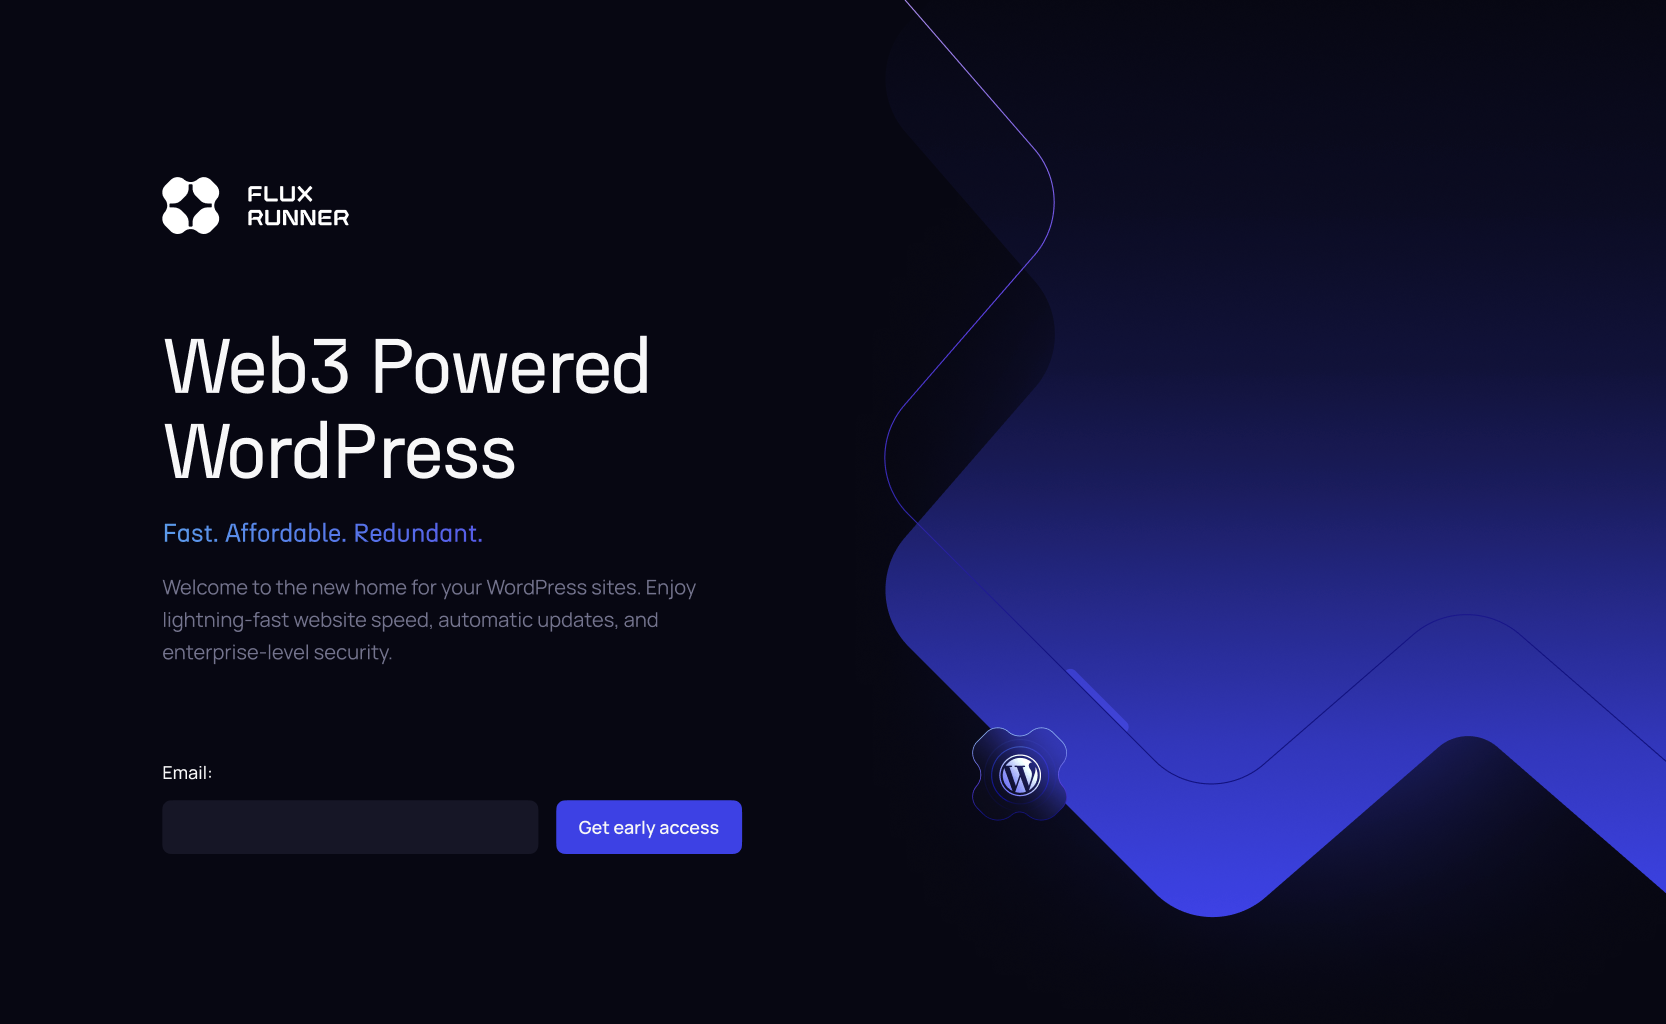 FLUX
RUNNER
Web3 Powered
WordPress
Fast. Affordable. Redundant.
Welcome to the new home for your WordPress sites. Enjoy
lightning-fast website speed, automatic updates, and
enterprise-level security.
Email:
Get early access